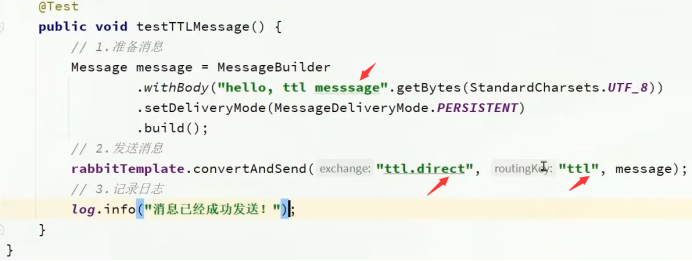 @Test
public void testTTLMessage() {
// 1.准备消息
Message message = MessageBuilder
.withBody("hello, ttl messsage".getBytes(StandardCharsets.UTF_8))
.setDeliveryMode(MessageDeliveryMode.PERSISTENT)
.build();
// 2.发送消息
rabbitTemplate.convertAndSend( exchange: "ttl.direct", routingKey: "ttl", message);
// 3.记录日志
log.info("消息已经成功发送！");
}
}